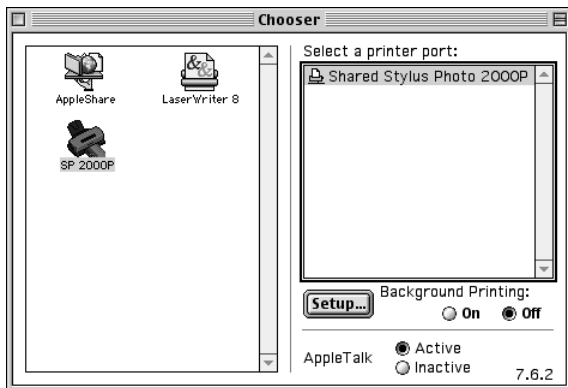 Chooser
AppleShare
LaserWriter 8
SP 2000P
Select a printer port:
Shared Stylus Photo 2000P
Setup...
Background Printing:
On Off
AppleTalk
Active
Inactive
7.6.2